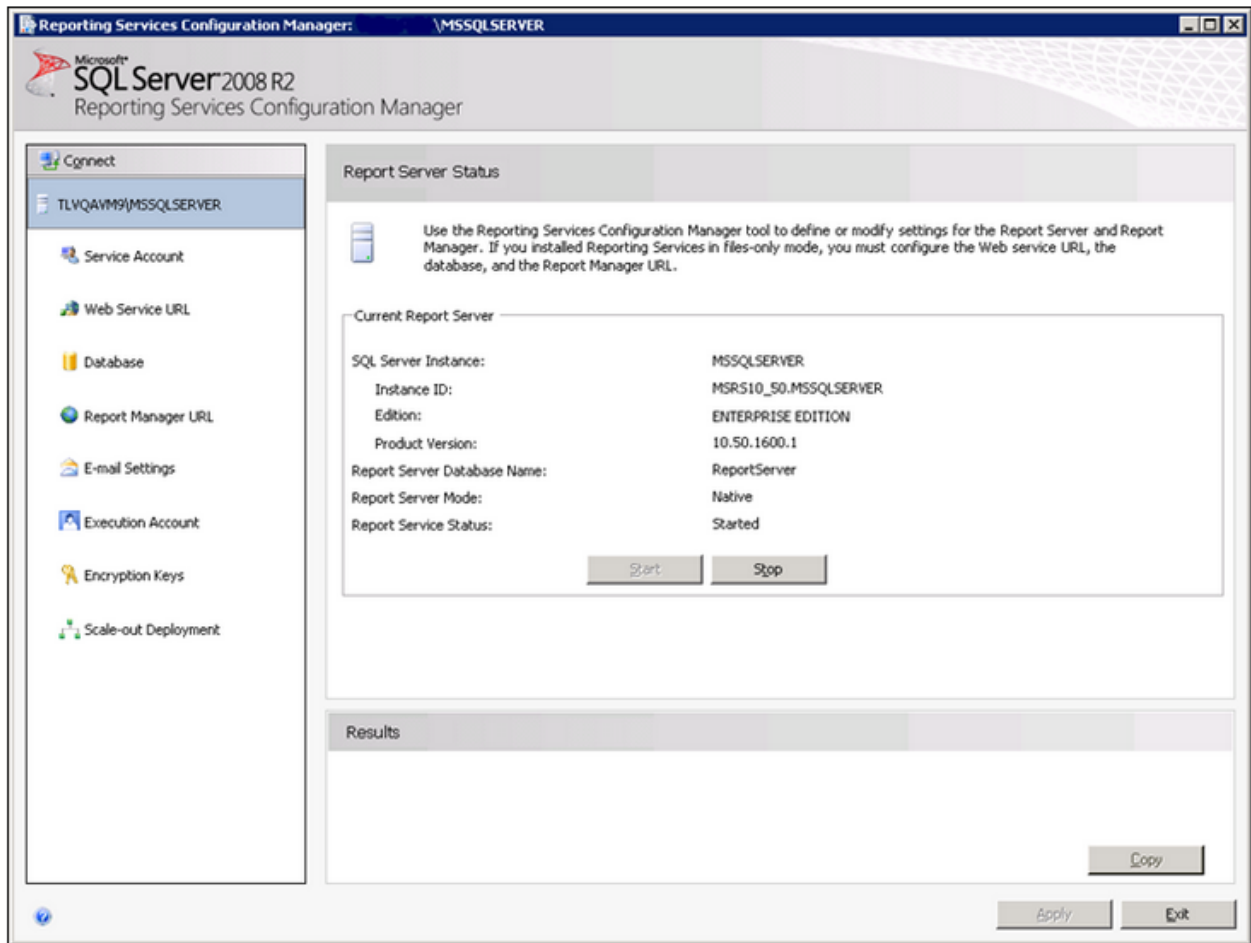 Reporting Services Configuration Manager: \MSSQLSERVER
Microsoft®
SQL Server® 2008 R2
Reporting Services Configuration Manager
Connect
TLVQAVM9\MSSQLSERVER
Service Account
Web Service URL
Database
Report Manager URL
E-mail Settings
Execution Account
Encryption Keys
Scale-out Deployment
Report Server Status
Use the Reporting Services Configuration Manager tool to define or modify settings for the Report Server and Report
Manager. If you installed Reporting Services in files-only mode, you must configure the Web service URL, the
database, and the Report Manager URL.
Current Report Server
SQL Server Instance: MSSQLSERVER
Instance ID: MSRS10_50.MSSQLSERVER
Edition: ENTERPRISE EDITION
Product Version: 10.50.1600.1
Report Server Database Name: ReportServer
Report Server Mode: Native
Report Service Status: Started
Start Stop
Results
Copy
Apply Exit